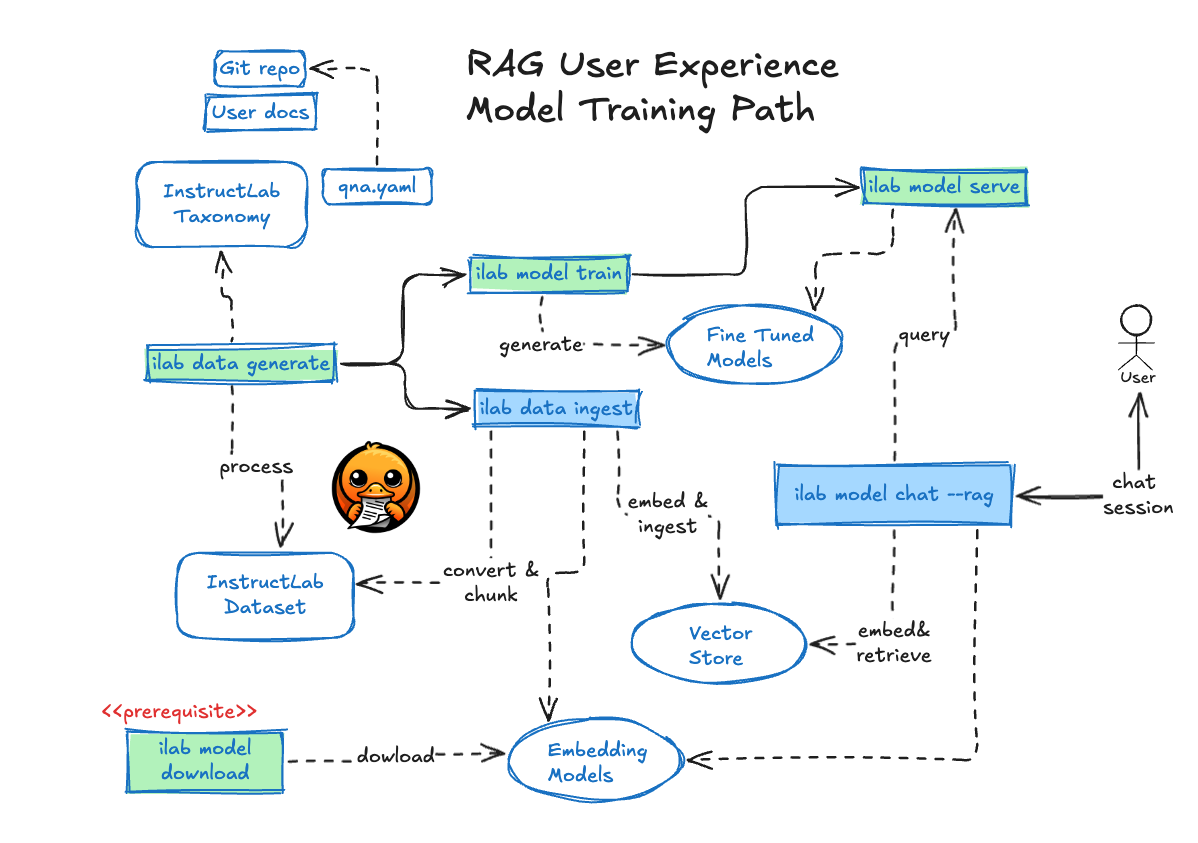 RAG User Experience
Model Training Path
Git repo
User docs
InstructLab
Taxonomy
qna.yaml
ilab model serve
ilab model train
generate
Fine Tuned
Models
query
User
ilab data generate
ilab data ingest
process
embed &
ingest
ilab model chat --rag
chat
session
InstructLab
Dataset
convert &
chunk
Vector
Store
embed&
retrieve
<<prerequisite>>
ilab model
download
dowload
Embedding
Models